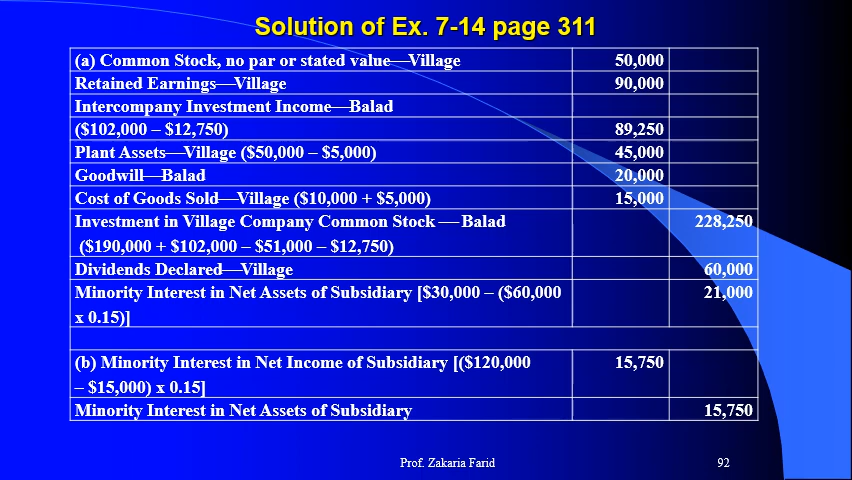 Solution of Ex. 7-14 page 311
(a) Common Stock, no par or stated value—Village 50,000
Retained Earnings—Village 90,000
Intercompany Investment Income—Balad
($102,000 – $12,750) 89,250
Plant Assets—Village ($50,000 – $5,000) 45,000
Goodwill—Balad 20,000
Cost of Goods Sold—Village ($10,000 + $5,000) 15,000
Investment in Village Company Common Stock — Balad 228,250
($190,000 + $102,000 – $51,000 – $12,750)
Dividends Declared—Village 60,000
Minority Interest in Net Assets of Subsidiary [$30,000 – ($60,000 21,000
x 0.15)]
(b) Minority Interest in Net Income of Subsidiary [($120,000 15,750
– $15,000) x 0.15]
Minority Interest in Net Assets of Subsidiary 15,750
Prof. Zakaria Farid 92